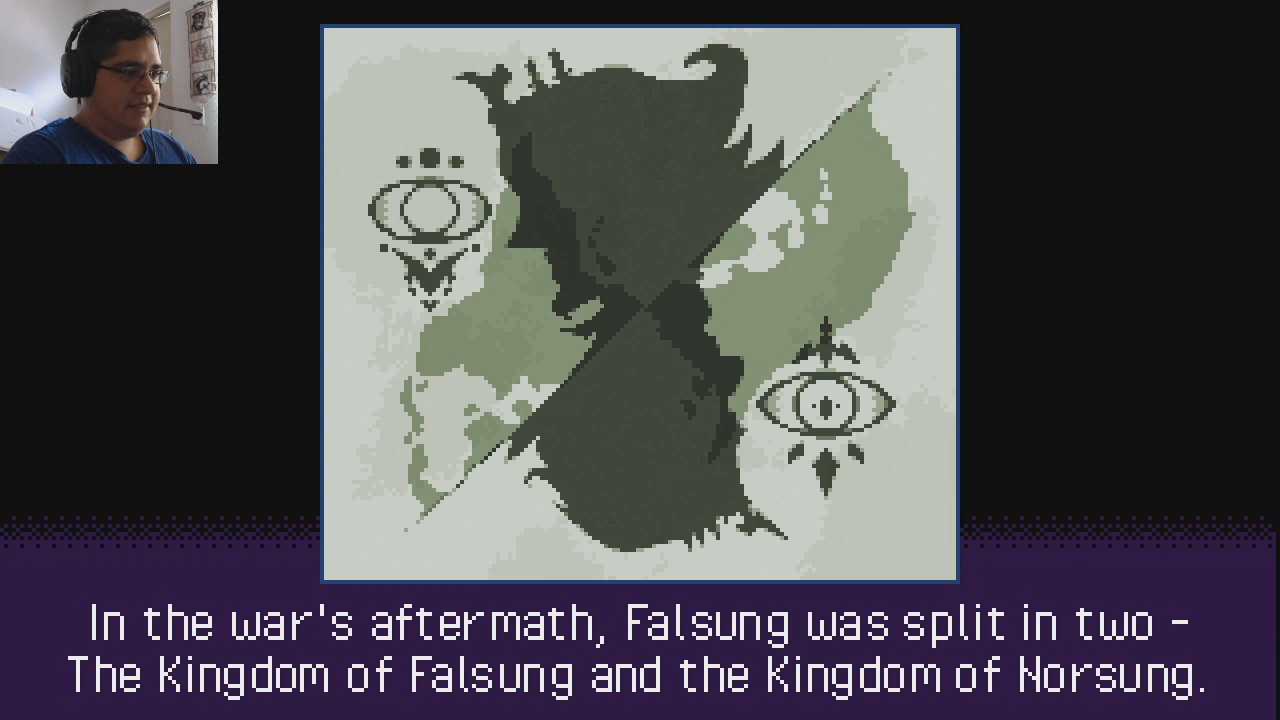 In the war's aftermath, Falsung was split in two -
The Kingdom of Falsung and the Kingdom of Norsung.